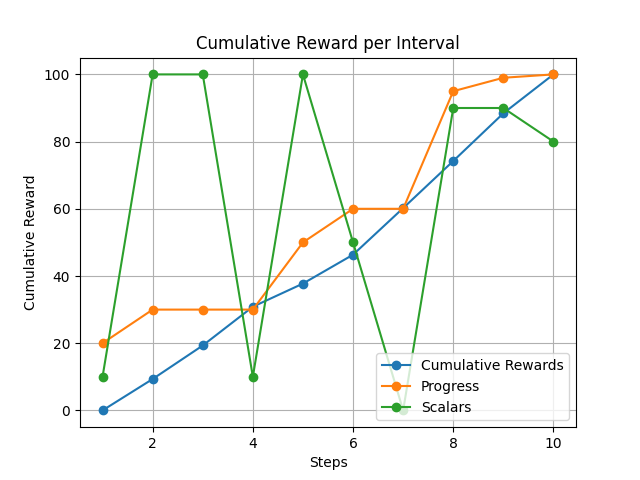 Cumulative Reward per Interval
Cumulative Reward
100
80
60
40
20
0
Cumulative Rewards
Progress
Scalars
2
4
6
8
10
Steps